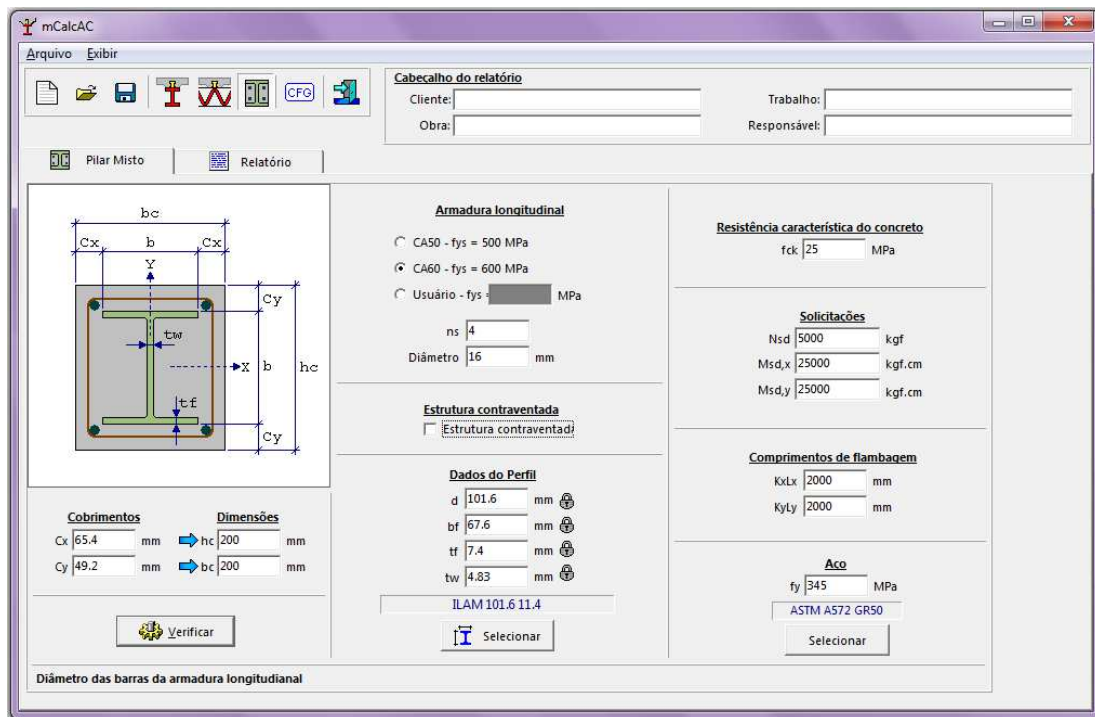 mCalcAC
Arquivo Exibir
CFG
Cabeçalho do relatório
Cliente: Trabalho:
Obra: Responsável:
Pilar Misto Relatório
bc
Cx b Cx
Y
Cy
tw
X b hc
tf
Cy
Cobrimentos Dimensões
Cx 65.4 mm hc 200 mm
Cy 49.2 mm bc 200 mm
Verificar
Armadura longitudinal
CA50 - fys = 500 MPa
CA60 - fys = 600 MPa
Usuário - fys = MPa
ns 4
Diâmetro 16 mm
Estrutura contraventada
Estrutura contraventada
Dados do Perfil
d 101.6 mm
bf 67.6 mm
tf 7.4 mm
tw 4.83 mm
ILAM 101.6 11.4
Selecionar
Resistência característica do concreto
fck 25 MPa
Solicitações
Nsd 5000 kgf
Msd,x 25000 kgf.cm
Msd,y 25000 kgf.cm
Comprimentos de flambagem
KxLx 2000 mm
KyLy 2000 mm
Aco
fy 345 MPa
ASTM A572 GR50
Selecionar
Diâmetro das barras da armadura longitudianal